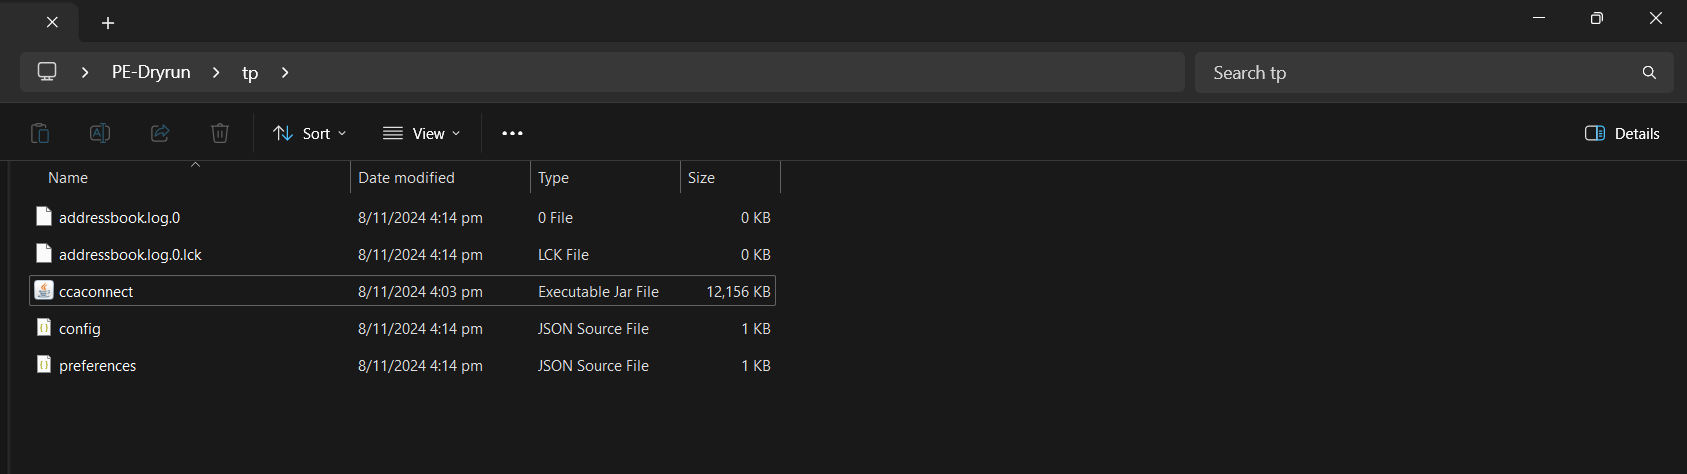 PE-Dryrun > tp >
Search tp
Sort
View
Details
Name Date modified Type Size
addressbook.log.0 8/11/2024 4:14 pm 0 File 0 KB
addressbook.log.0.lck 8/11/2024 4:14 pm LCK File 0 KB
ccaconnect 8/11/2024 4:03 pm Executable Jar File 12,156 KB
config 8/11/2024 4:14 pm JSON Source File 1 KB
preferences 8/11/2024 4:14 pm JSON Source File 1 KB